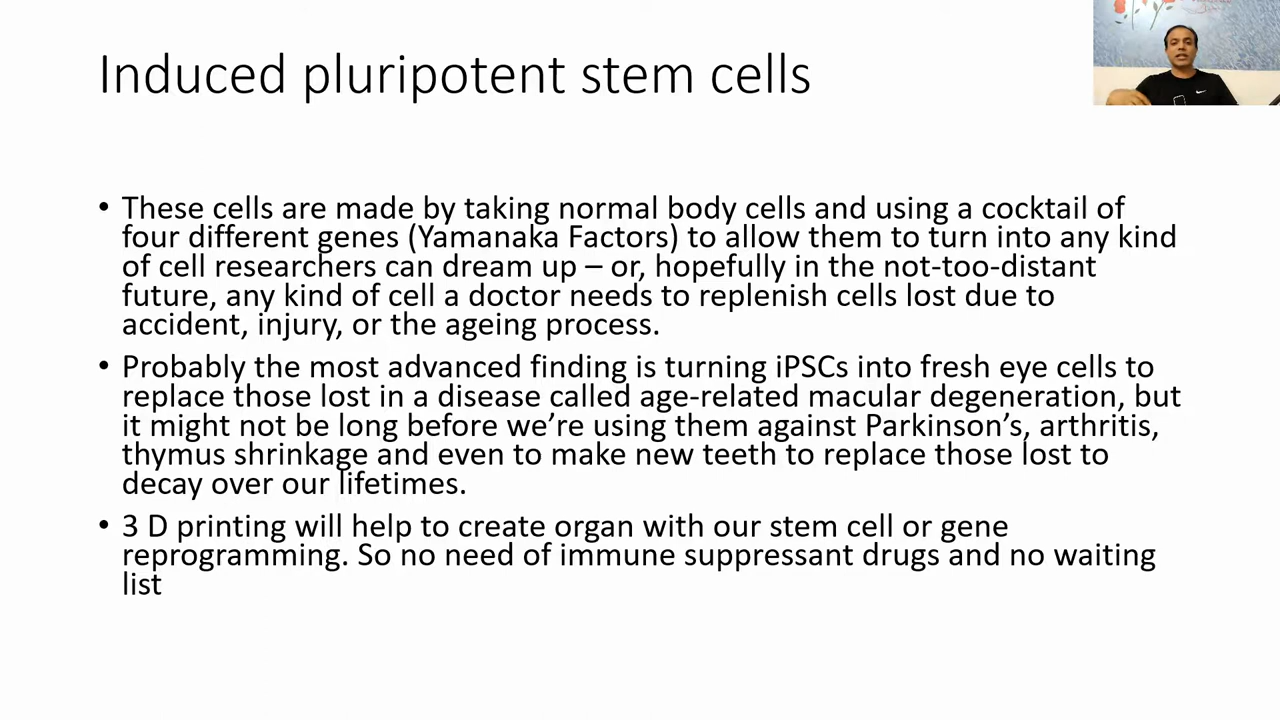 Induced pluripotent stem cells
• These cells are made by taking normal body cells and using a cocktail of
four different genes (Yamanaka Factors) to allow them to turn into any kind
of cell researchers can dream up – or, hopefully in the not-too-distant
future, any kind of cell a doctor needs to replenish cells lost due to
accident, injury, or the ageing process.
• Probably the most advanced finding is turning iPSCs into fresh eye cells to
replace those lost in a disease called age-related macular degeneration, but
it might not be long before we’re using them against Parkinson’s, arthritis,
thymus shrinkage and even to make new teeth to replace those lost to
decay over our lifetimes.
• 3 D printing will help to create organ with our stem cell or gene
reprogramming. So no need of immune suppressant drugs and no waiting
list